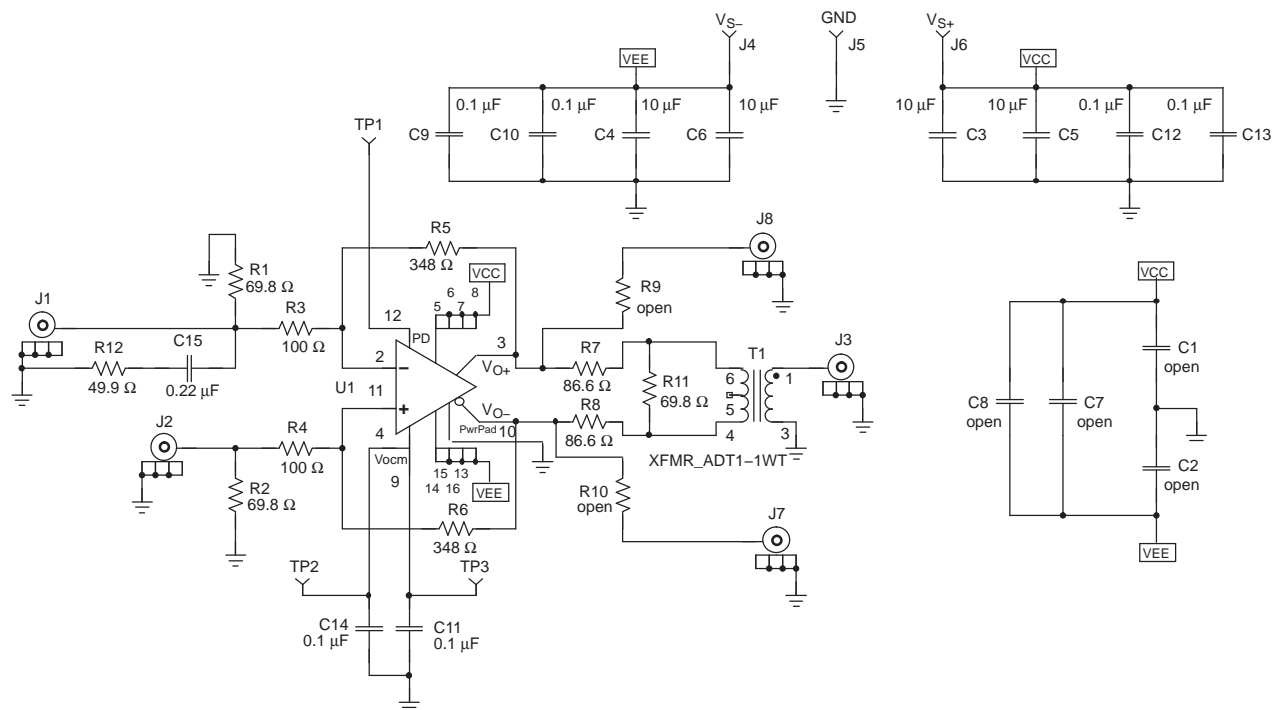 VS− GND VS+
J4 J5 J6
VEE VCC
0.1 µF 0.1 µF 10 µF 10 µF 10 µF 10 µF 0.1 µF 0.1 µF
C9 C10 C4 C6 C3 C5 C12 C13
TP1
R5
348 Ω
J8
VCC
R1
69.8 Ω
6 8
5 7
R9
open
VCC
J1
R3
100 Ω
12
PD
3
J3
R12
49.9 Ω
C15
0.22 µF
2
U1
11
VO+
R7
86.6 Ω
R11
69.8 Ω
T1
6 1
5
4 3
C1
open
C8
open
C7
open
J2
R4
100 Ω
4
Vocm
9
VO−
PwrPad 10
R8
86.6 Ω
XFMR_ADT1−1WT
15 13
14 16
VEE
C2
open
R2
69.8 Ω
R10
open
R6
348 Ω
J7
VEE
TP2 TP3
C14
0.1 µF
C11
0.1 µF